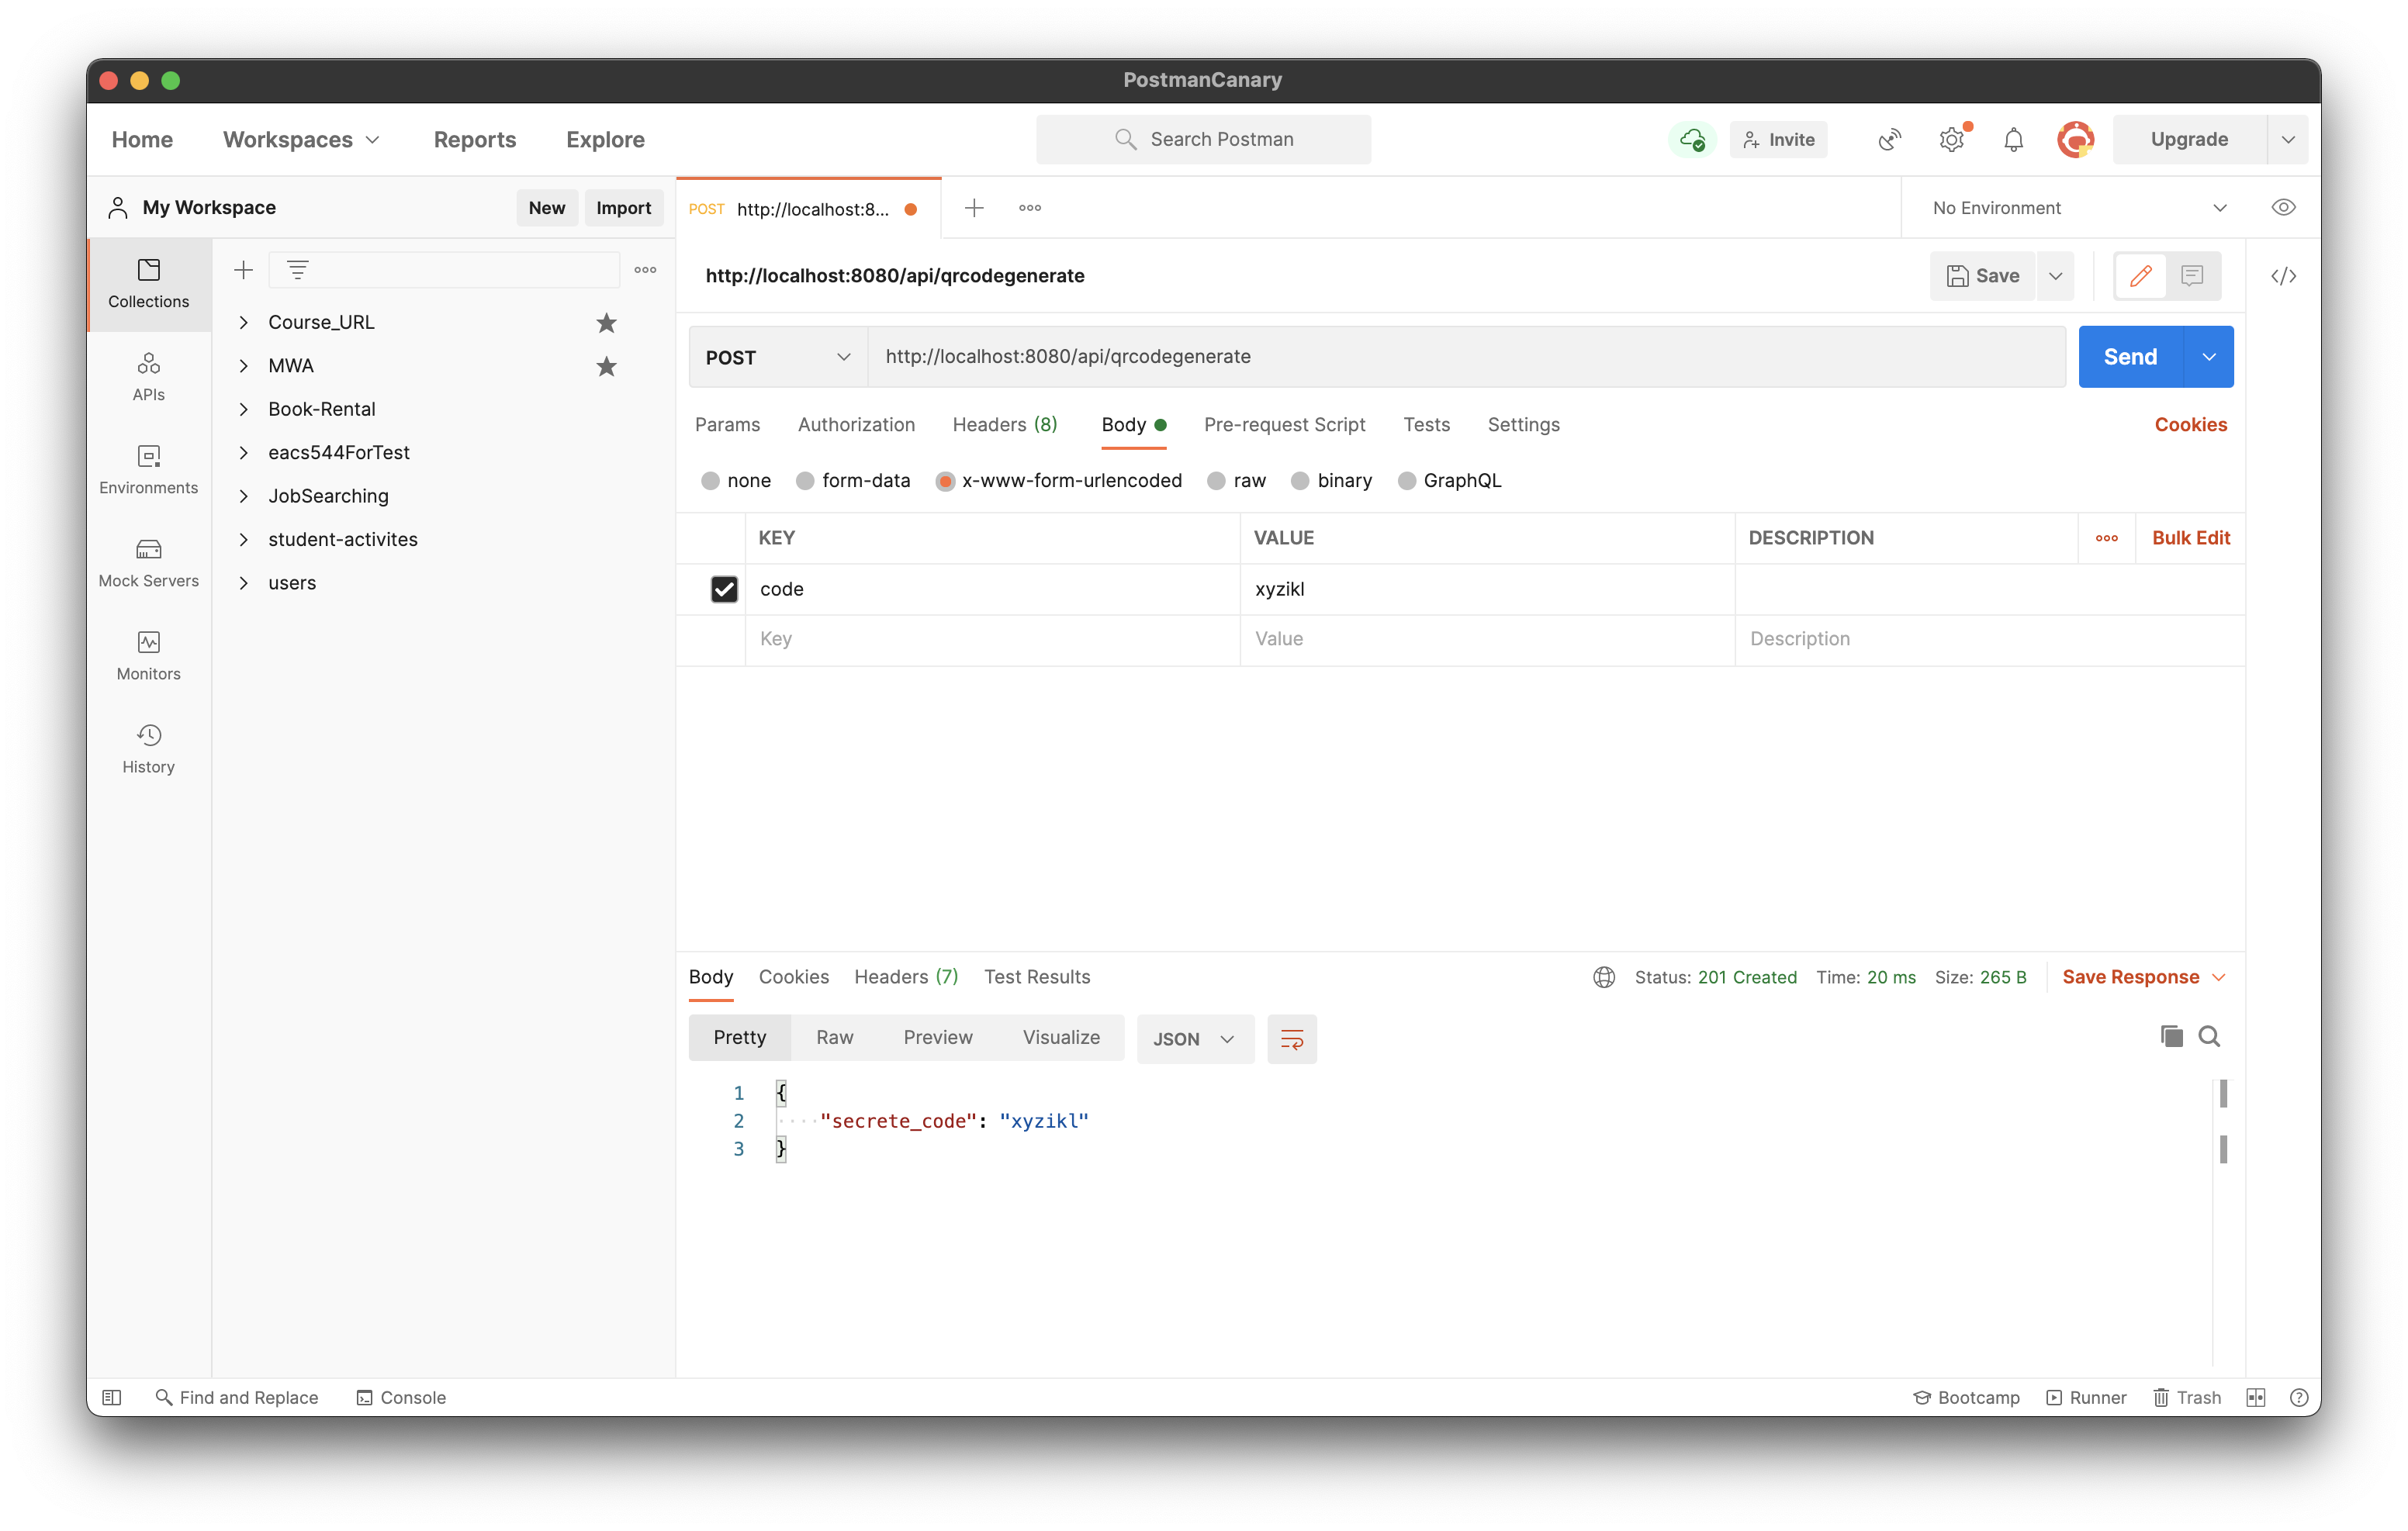 PostmanCanary
Home Workspaces Reports Explore Search Postman Invite Upgrade
My Workspace New Import POST http://localhost:8... No Environment
Collections
APIs
Environments
Mock Servers
Monitors
History
Course_URL
MWA
Book-Rental
eacs544ForTest
JobSearching
student-activites
users
http://localhost:8080/api/qrcodegenerate Save
POST http://localhost:8080/api/qrcodegenerate Send
Params Authorization Headers (8) Body Pre-request Script Tests Settings Cookies
none form-data x-www-form-urlencoded raw binary GraphQL
KEY VALUE DESCRIPTION Bulk Edit
code xyzikl
Key Value Description
Body Cookies Headers (7) Test Results Status: 201 Created Time: 20 ms Size: 265 B Save Response
Pretty Raw Preview Visualize JSON
1 {
2 "secrete_code": "xyzikl"
3 }
Find and Replace Console Bootcamp Runner Trash